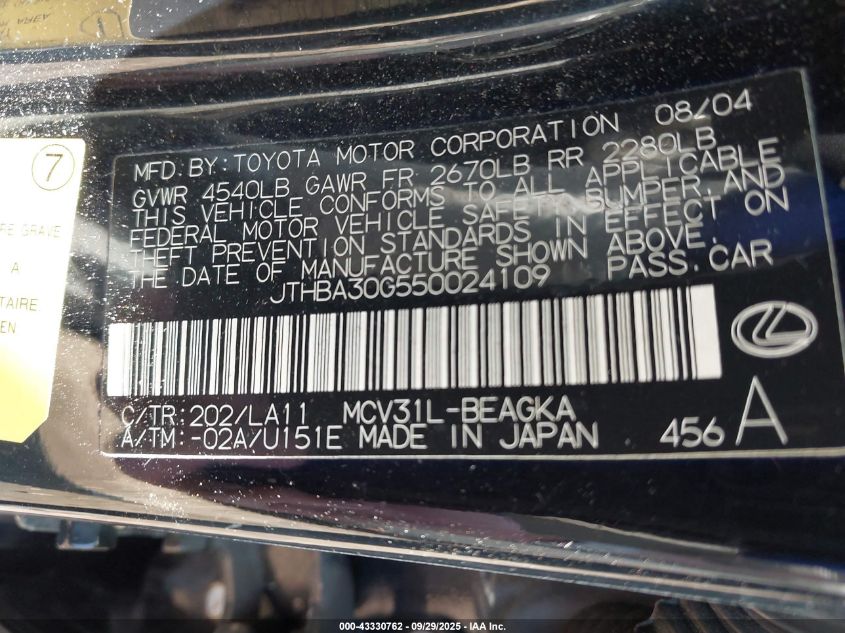 MFD. BY: TOYOTA MOTOR CORPORATION 08/04
GVWR 4540LB GAWR FR 2670LB RR 2280LB
THIS VEHICLE CONFORMS TO ALL APPLICABLE
FEDERAL MOTOR VEHICLE SAFETY, BUMPER, AND
THEFT PREVENTION STANDARDS IN EFFECT ON
THE DATE OF MANUFACTURE SHOWN ABOVE.
JTHBA30G550024109 PASS. CAR
C/TR: 202/LA11 MCV31L-BEAGKA
A/TM: -02A/U151E MADE IN JAPAN 456 A
7
GRAVE
A
000-43330762 - 09/29/2025 - IAA Inc.